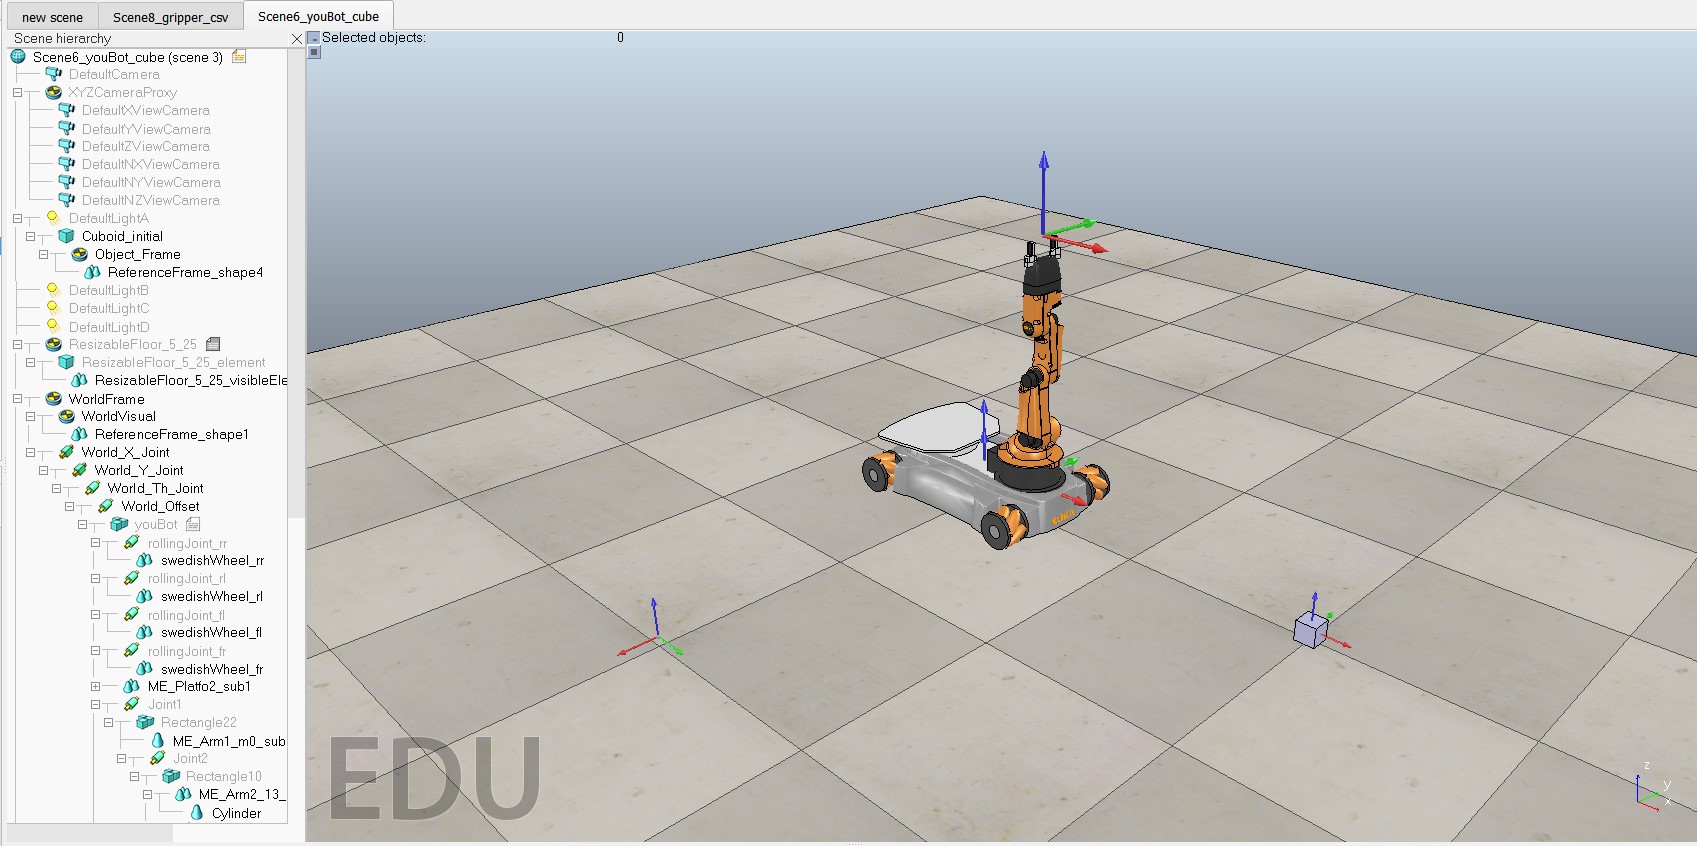 new scene
Scene8_gripper_csv
Scene6_youBot_cube
Scene hierarchy
Selected objects:
0
Scene6_youBot_cube (scene 3)
DefaultCamera
XYZCameraProxy
DefaultXViewCamera
DefaultYViewCamera
DefaultZViewCamera
DefaultNXViewCamera
DefaultNYViewCamera
DefaultNZViewCamera
DefaultLightA
Cuboid_initial
Object_Frame
ReferenceFrame_shape4
DefaultLightB
DefaultLightC
DefaultLightD
ResizableFloor_5_25
ResizableFloor_5_25_element
ResizableFloor_5_25_visibleEle
WorldFrame
WorldVisual
ReferenceFrame_shape1
World_X_Joint
World_Y_Joint
World_Th_Joint
World_Offset
youBot
rollingJoint_rr
swedishWheel_rr
rollingJoint_rl
swedishWheel_rl
rollingJoint_fl
swedishWheel_fl
rollingJoint_fr
swedishWheel_fr
ME_Platfo2_sub1
Joint1
Rectangle22
ME_Arm1_m0_sub
Joint2
Rectangle10
ME_Arm2_13_
Cylinder
KUKA
EDU
z
y
x